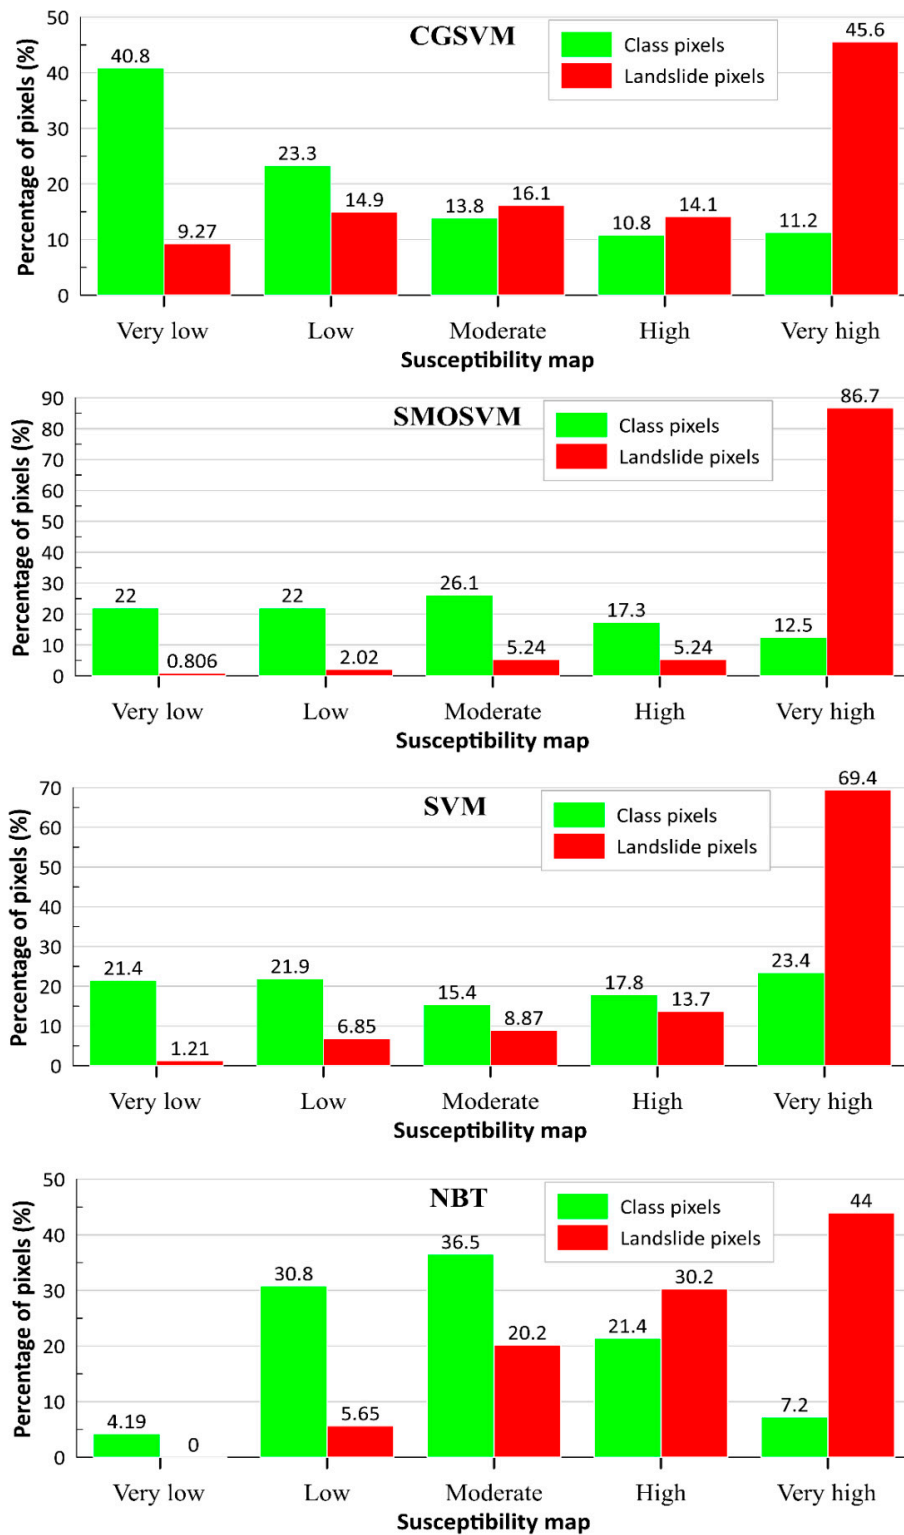 CGSVM
Class pixels
Landslide pixels
Percentage of pixels (%)
50
40
30
20
10
0
40.8
9.27
23.3
14.9
13.8
16.1
10.8
14.1
11.2
45.6
Very low Low Moderate High Very high
Susceptibility map
SMOSVM
Class pixels
Landslide pixels
Percentage of pixels (%)
90
80
70
60
50
40
30
20
10
0
22
0.806
22
2.02
26.1
5.24
17.3
5.24
12.5
86.7
Very low Low Moderate High Very high
Susceptibility map
SVM
Class pixels
Landslide pixels
Percentage of pixels (%)
70
60
50
40
30
20
10
0
21.4
1.21
21.9
6.85
15.4
8.87
17.8
13.7
23.4
69.4
Very low Low Moderate High Very high
Susceptibility map
NBT
Class pixels
Landslide pixels
Percentage of pixels (%)
50
40
30
20
10
0
4.19
0
30.8
5.65
36.5
20.2
21.4
30.2
7.2
44
Very low Low Moderate High Very high
Susceptibility map